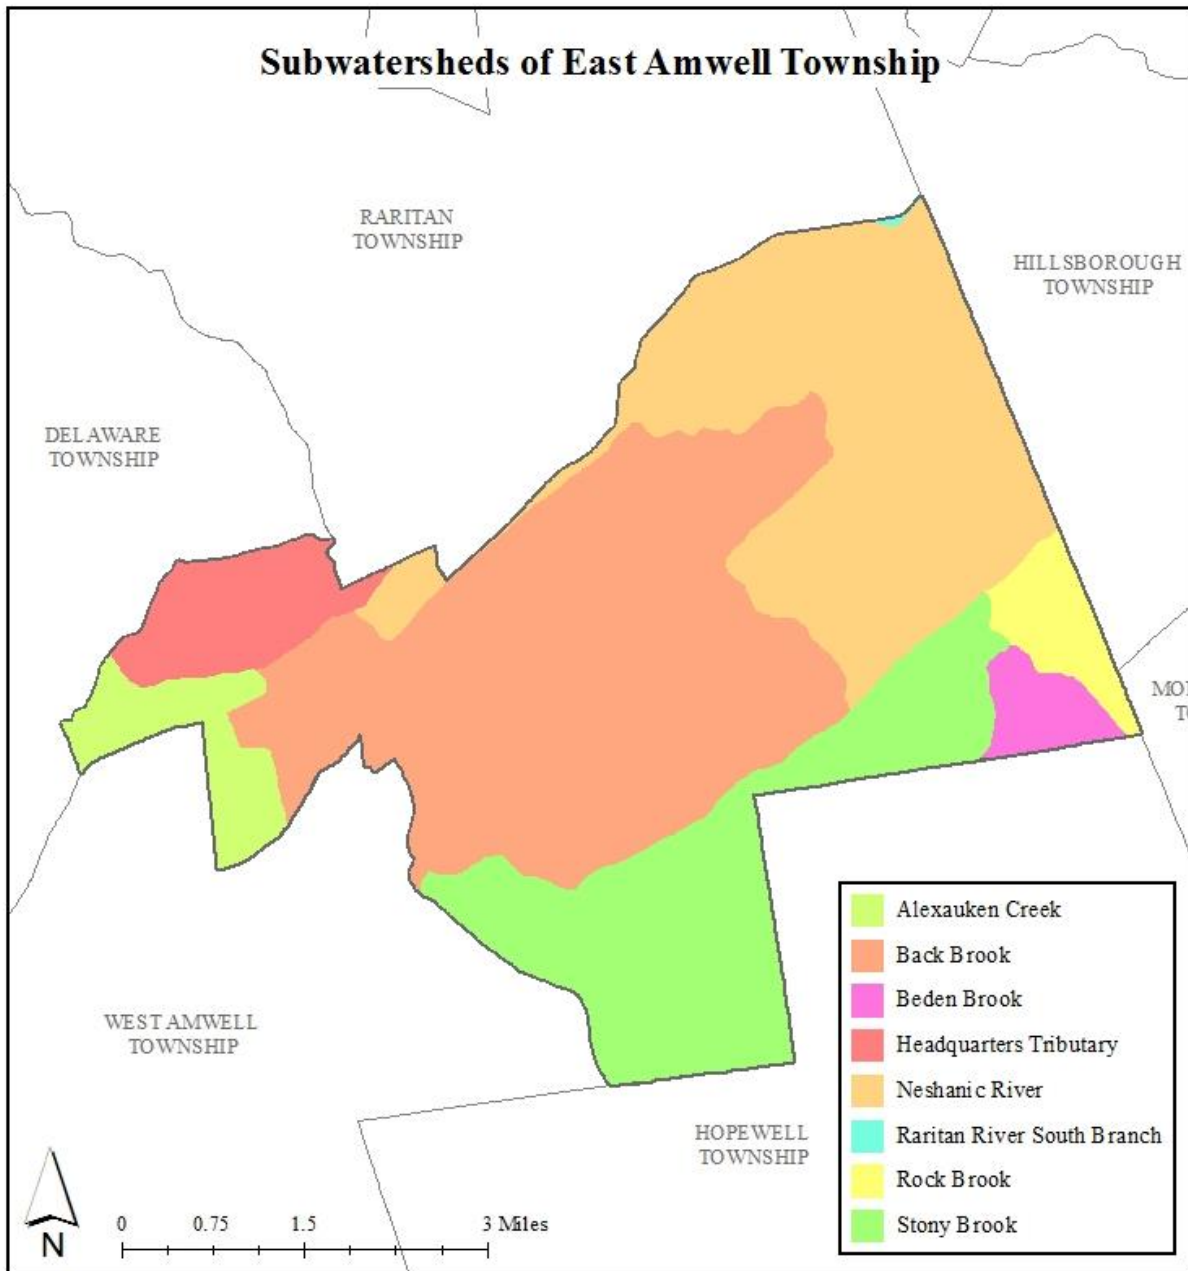 Subwatersheds of East Amwell Township
RARITAN
TOWNSHIP
HILLSBOROUGH
TOWNSHIP
DELAWARE
TOWNSHIP
WEST AMWELL
TOWNSHIP
HOPEWELL
TOWNSHIP
Alexauken Creek
Back Brook
Beden Brook
Headquarters Tributary
Neshanic River
Raritan River South Branch
Rock Brook
Stony Brook
N
0 0.75 1.5 3 Miles